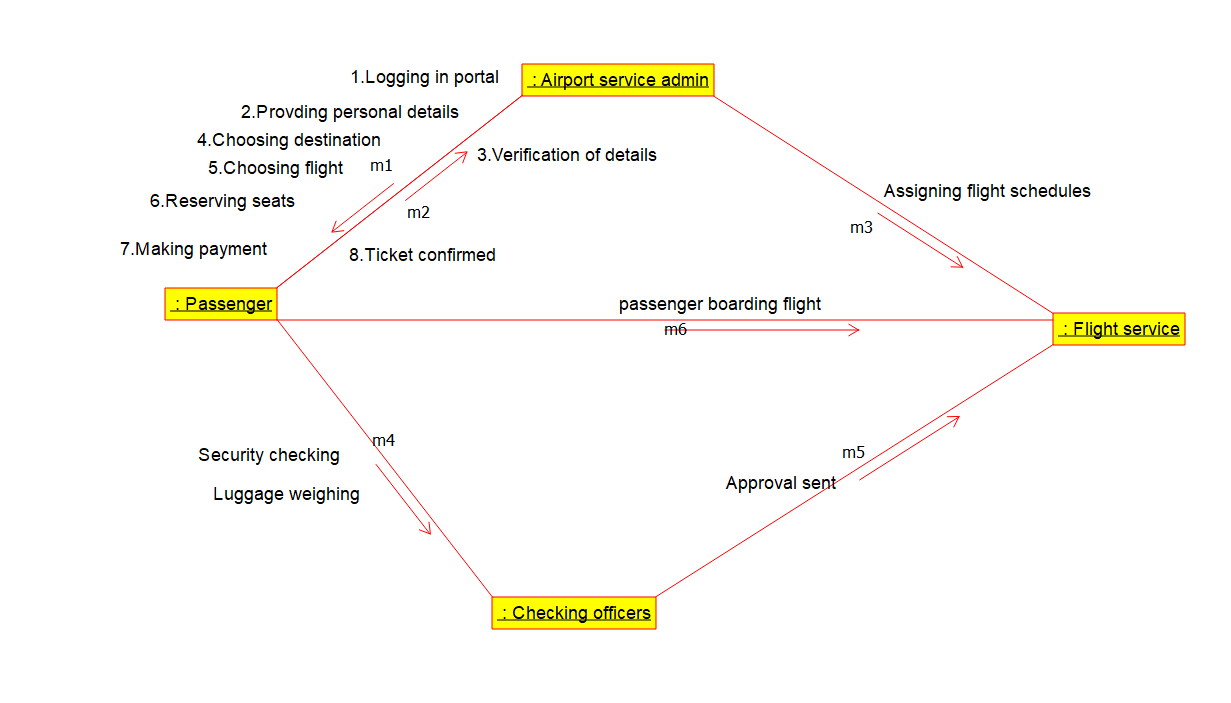 1.Logging in portal
: Airport service admin
2.Provding personal details
4.Choosing destination
3.Verification of details
5.Choosing flight
m1
Assigning flight schedules
6.Reserving seats
m2
m3
7.Making payment
8.Ticket confirmed
: Passenger
passenger boarding flight
m6
: Flight service
m4
Security checking
m5
Approval sent
Luggage weighing
: Checking officers